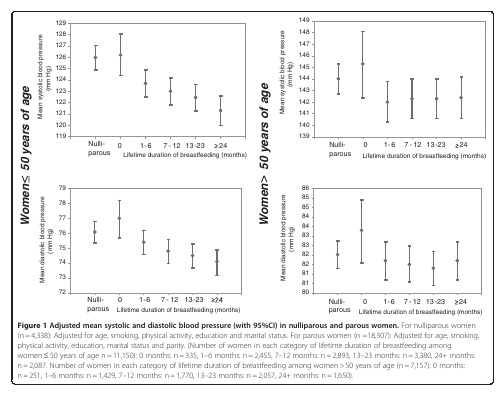 Women≤ 50 years of age
Mean systolic blood pressure
(mm Hg)
129
128
127
126
125
124
123
122
121
120
119
Nulli-
parous
0
1-6
7 - 12
13-23
≥24
Lifetime duration of breastfeeding (months)
Women> 50 years of age
Mean systolic blood pressure
(mm Hg)
149
148
147
146
145
144
143
142
141
140
139
Nulli-
parous
0
1-6
7 - 12
13-23
≥24
Lifetime duration of breastfeeding (months)
Mean diastolic blood pressure
(mm Hg)
79
78
77
76
75
74
73
72
Nulli-
parous
0
1-6
7 - 12
13-23
≥24
Lifetime duration of breastfeeding (months)
Mean diastolic blood pressure
(mm Hg)
86
85
84
83
82
81
80
Nulli-
parous
0
1-6
7 - 12
13-23
≥24
Lifetime duration of breastfeeding (months)
Figure 1 Adjusted mean systolic and diastolic blood pressure (with 95%CI) in nulliparous and parous women. For nulliparous women
(n = 4,338): Adjusted for age, smoking, physical activity, education and marital status. For parous women (n =18,307): Adjusted for age, smoking,
physical activity, education, marital status and parity. (Number of women in each category of lifetime duration of breastfeeding among
women ≤ 50 years of age n = 11,150): 0 months: n = 335, 1–6 months: n = 2,455, 7–12 months: n = 2,893, 13–23 months: n = 3,380, 24+ months:
n = 2,087. Number of women in each category of lifetime duration of breastfeeding among women > 50 years of age (n = 7,157): 0 months:
n = 251, 1–6 months: n = 1,429, 7–12 months: n = 1,770, 13–23 months: n = 2,057, 24+ months: n = 1,650).